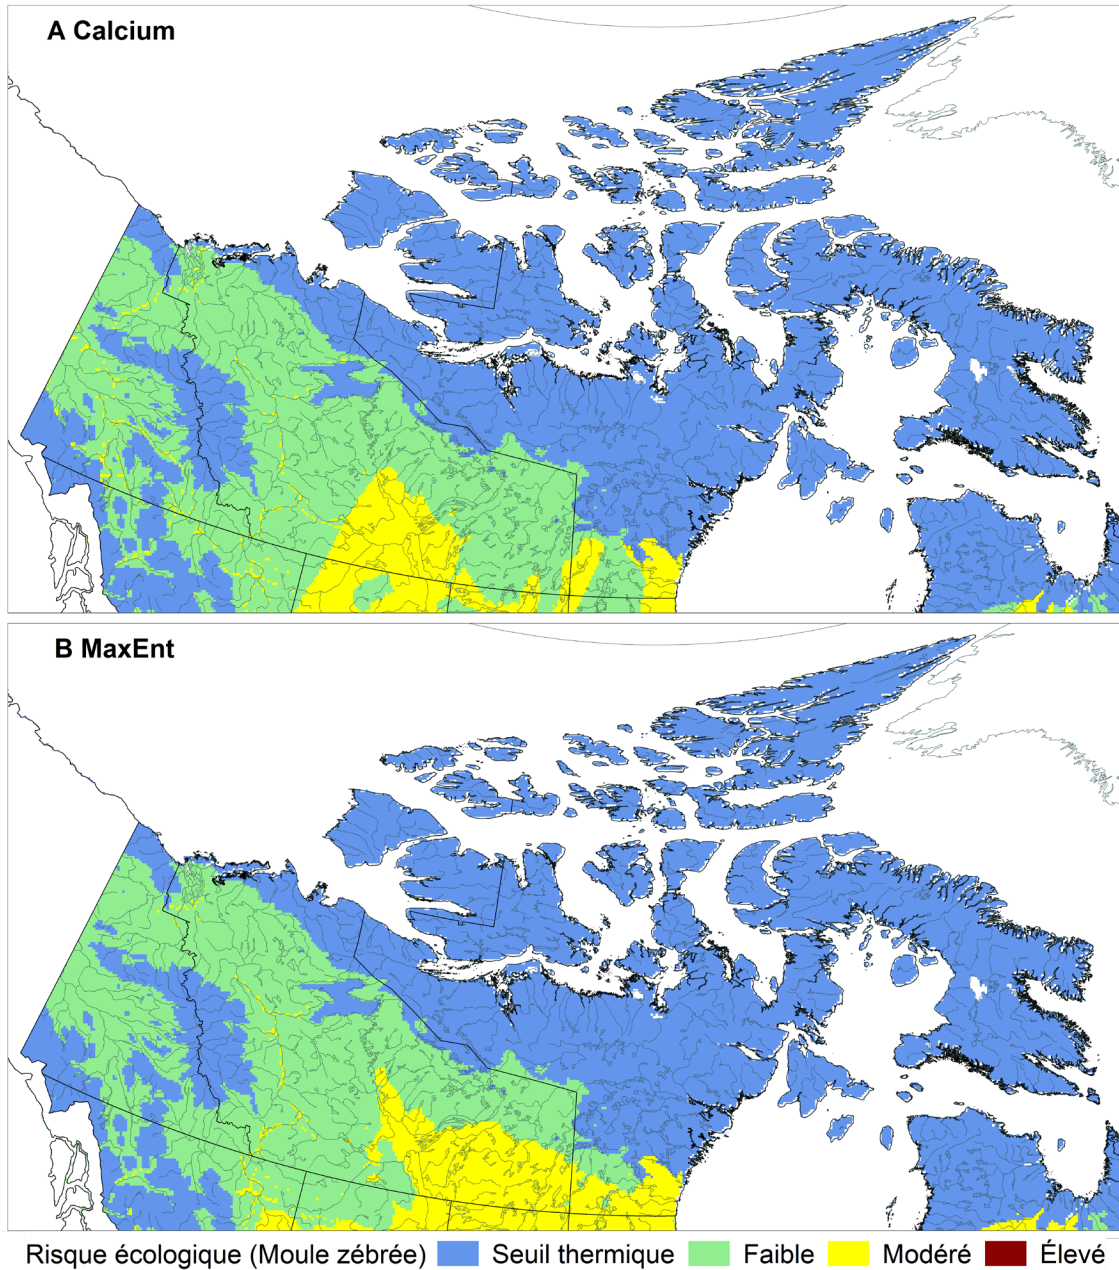 A Calcium
B MaxEnt
Risque écologique (Moule zébrée) Seuil thermique Faible Modéré Élevé